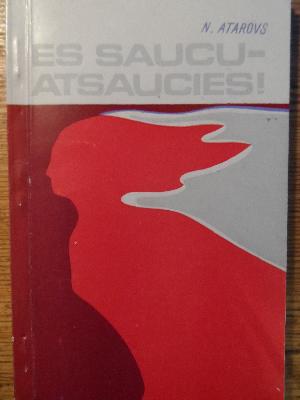 N. ATAROVS
ES SAUCU-
ATSAUCIES!